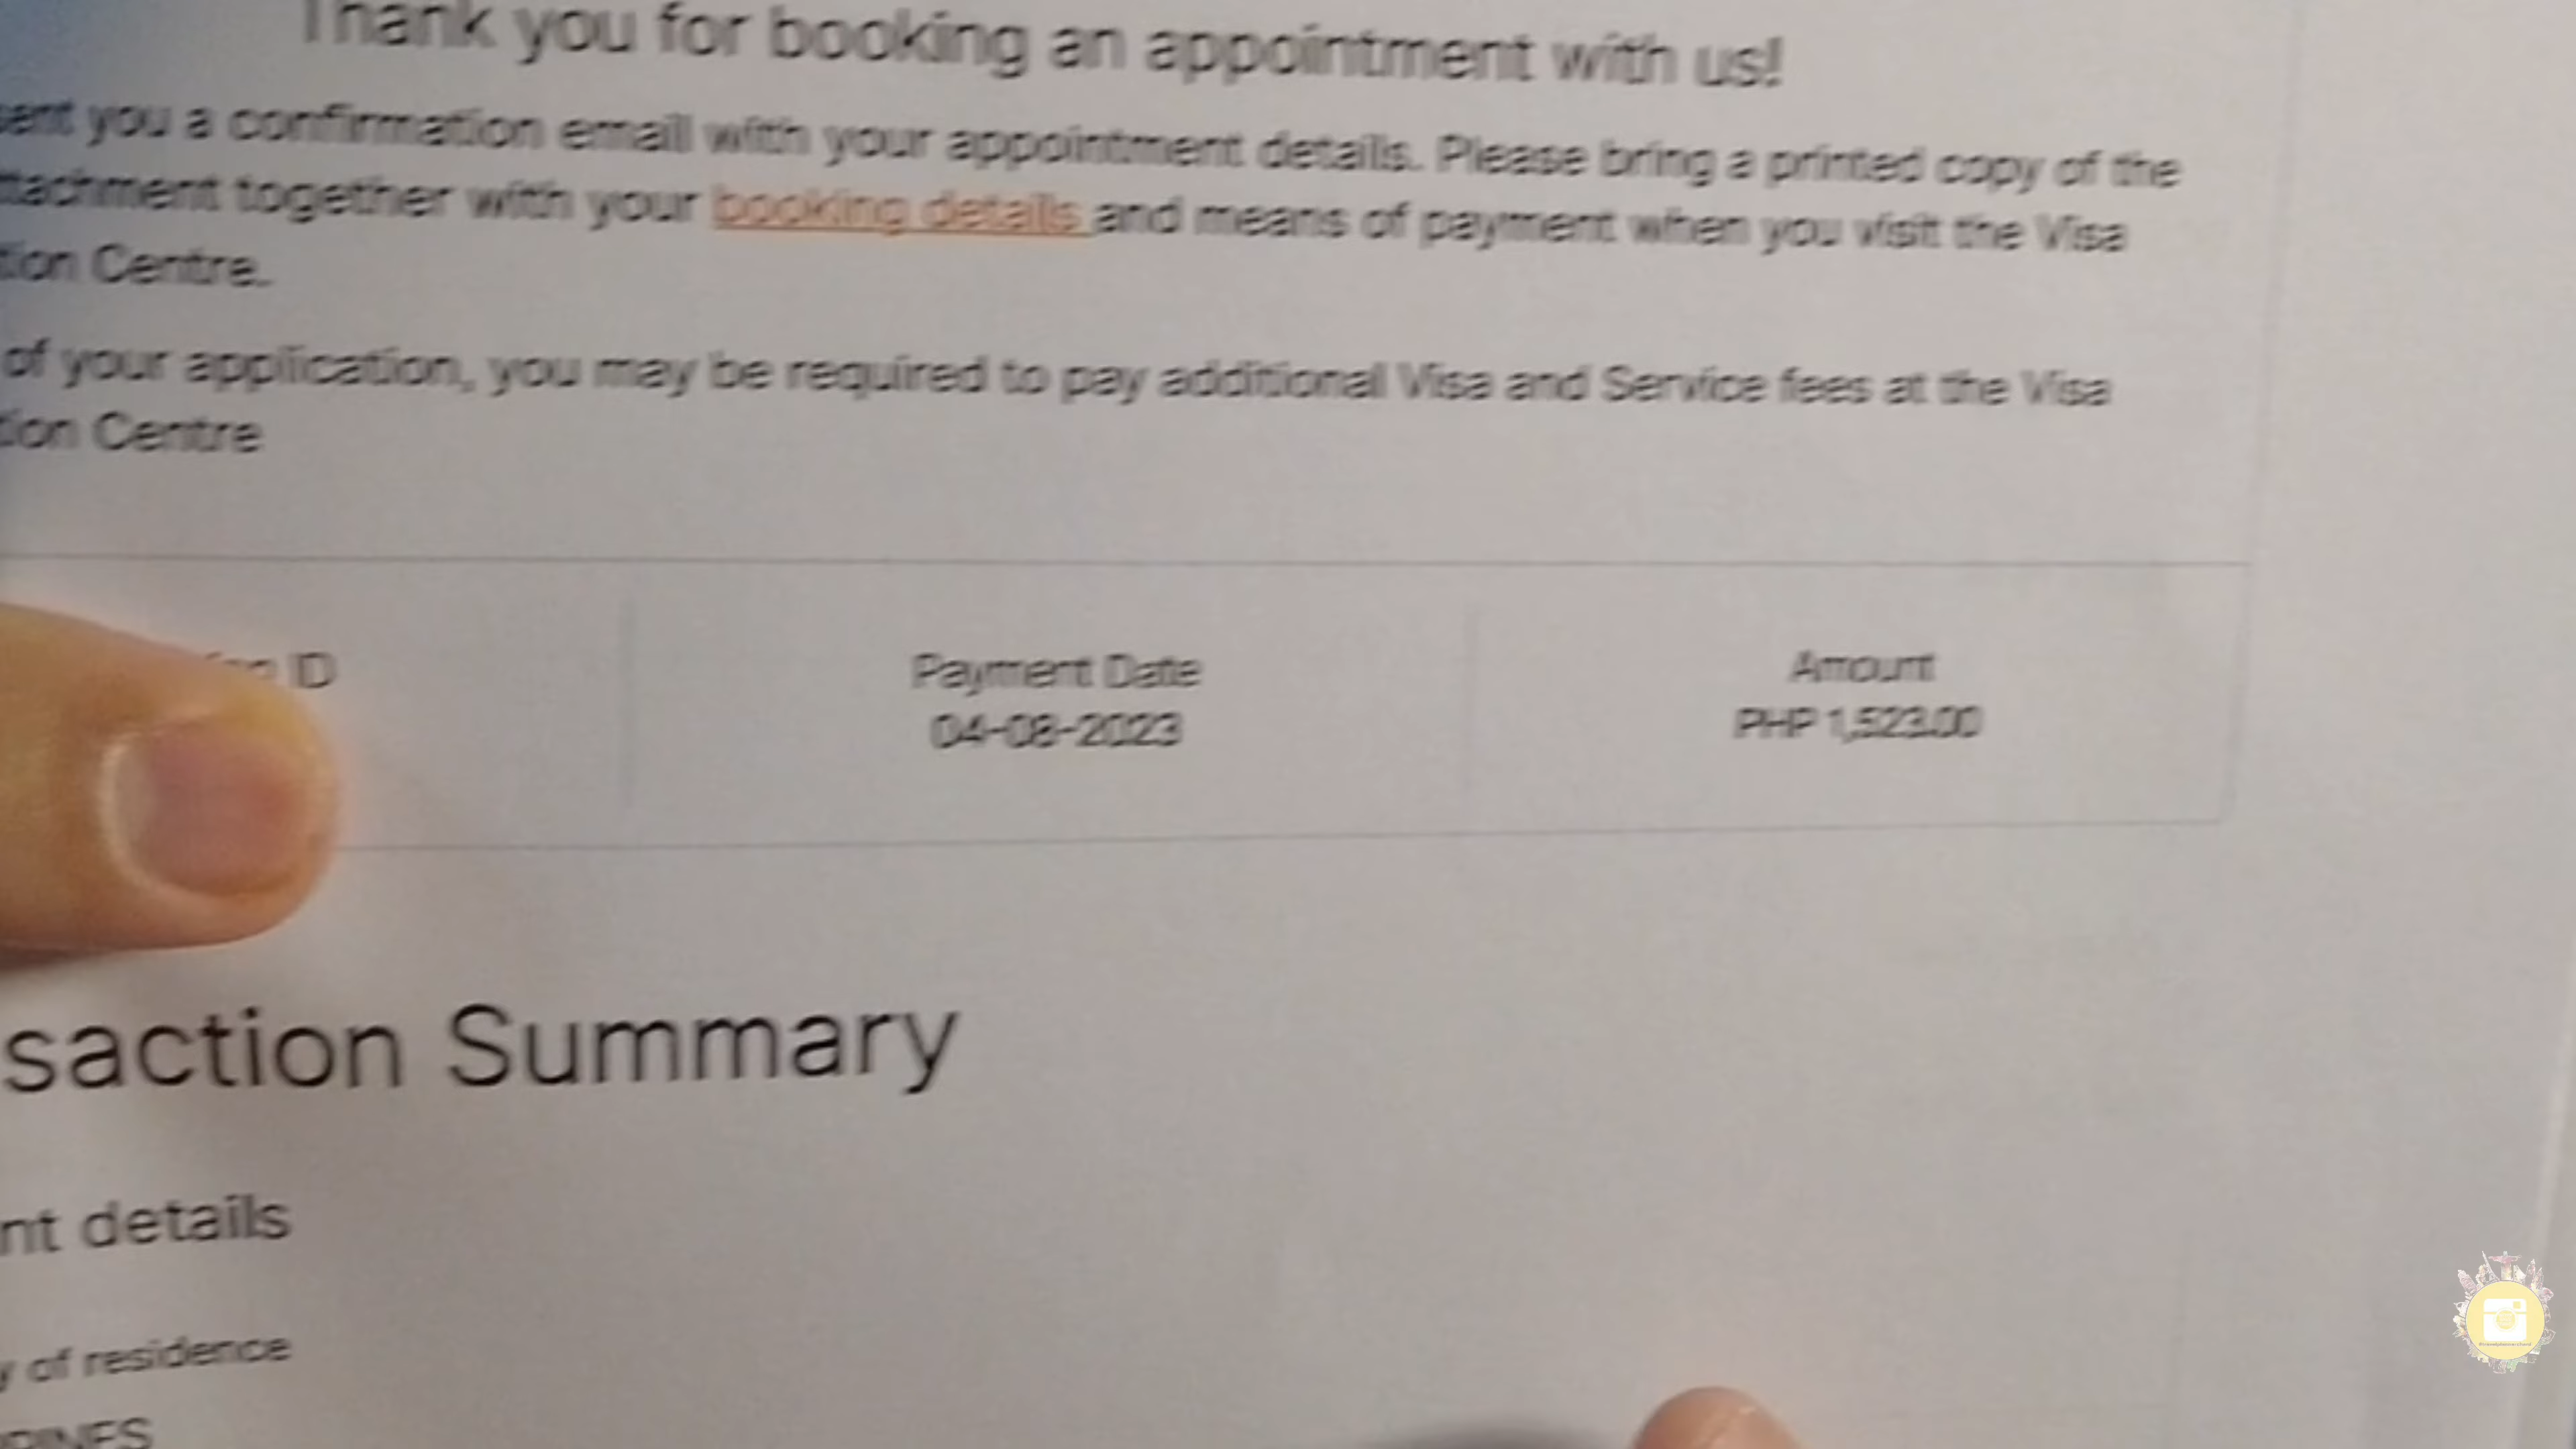 Thank you for booking an appointment with us!
sent you a confirmation email with your appointment details. Please bring a printed copy of the
ttachment together with your booking details and means of payment when you visit the Visa
tion Centre.
of your application, you may be required to pay additional Visa and Service fees at the Visa
tion Centre
ID
Payment Date
Amount
04-08-2023
PHP 1,523.00
saction Summary
nt details
y of residence
PINES